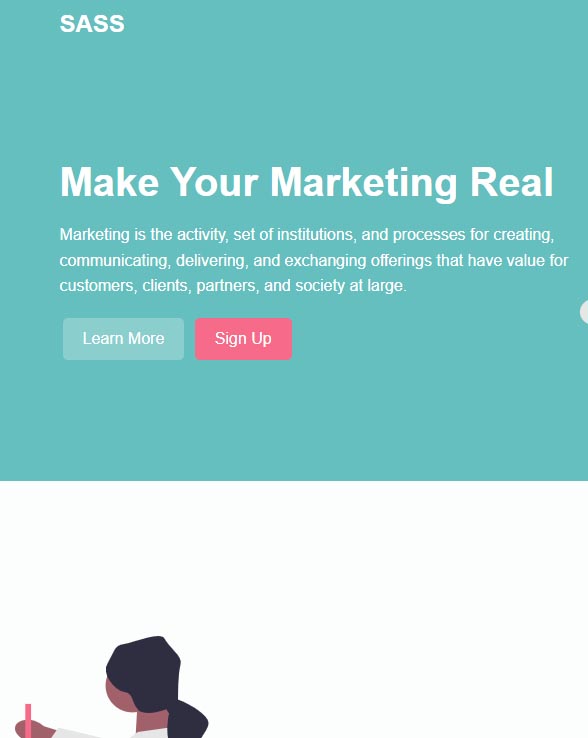 SASS
Make Your Marketing Real
Marketing is the activity, set of institutions, and processes for creating,
communicating, delivering, and exchanging offerings that have value for
customers, clients, partners, and society at large.
Learn More
Sign Up